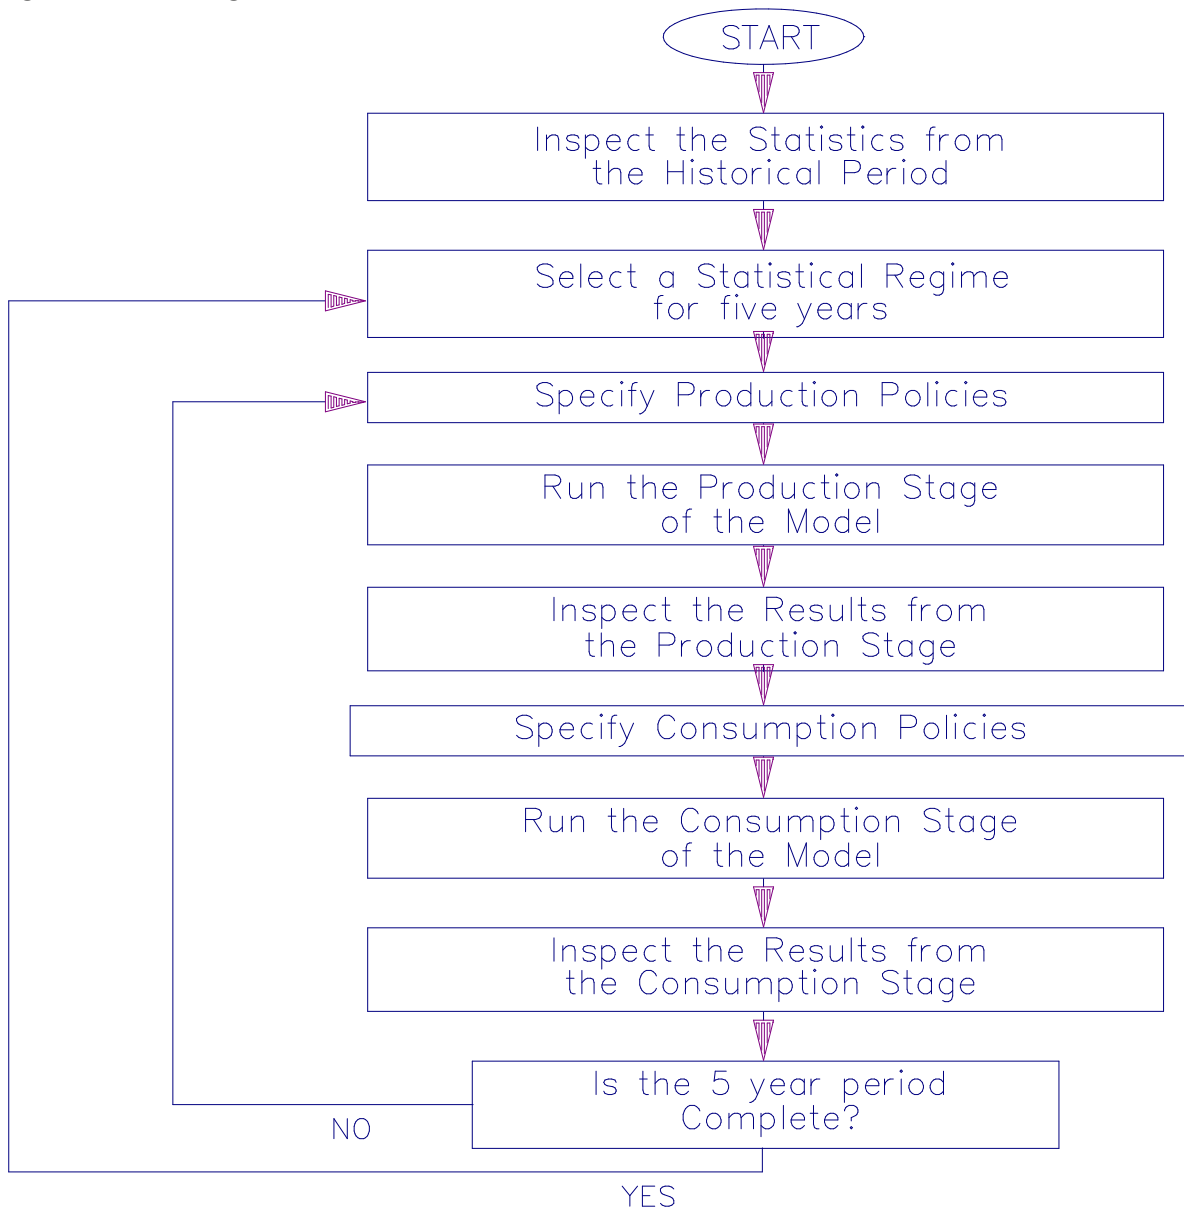 START
Inspect the Statistics from
the Historical Period
Select a Statistical Regime
for five years
Specify Production Policies
Run the Production Stage
of the Model
Inspect the Results from
the Production Stage
Specify Consumption Policies
Run the Consumption Stage
of the Model
Inspect the Results from
the Consumption Stage
Is the 5 year period
Complete?
NO
YES